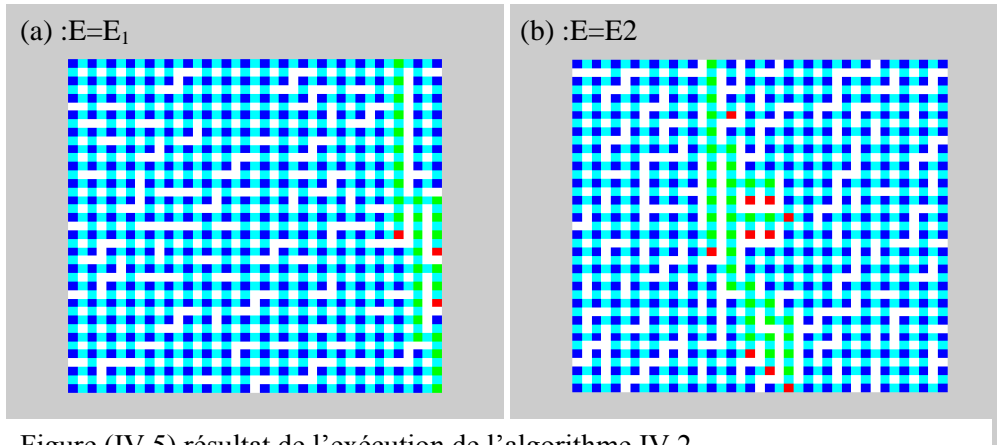 (a) :E=E₁
(b) :E=E2
Figure (IV-5) résultat de l'exécution de l'algorithme IV-2